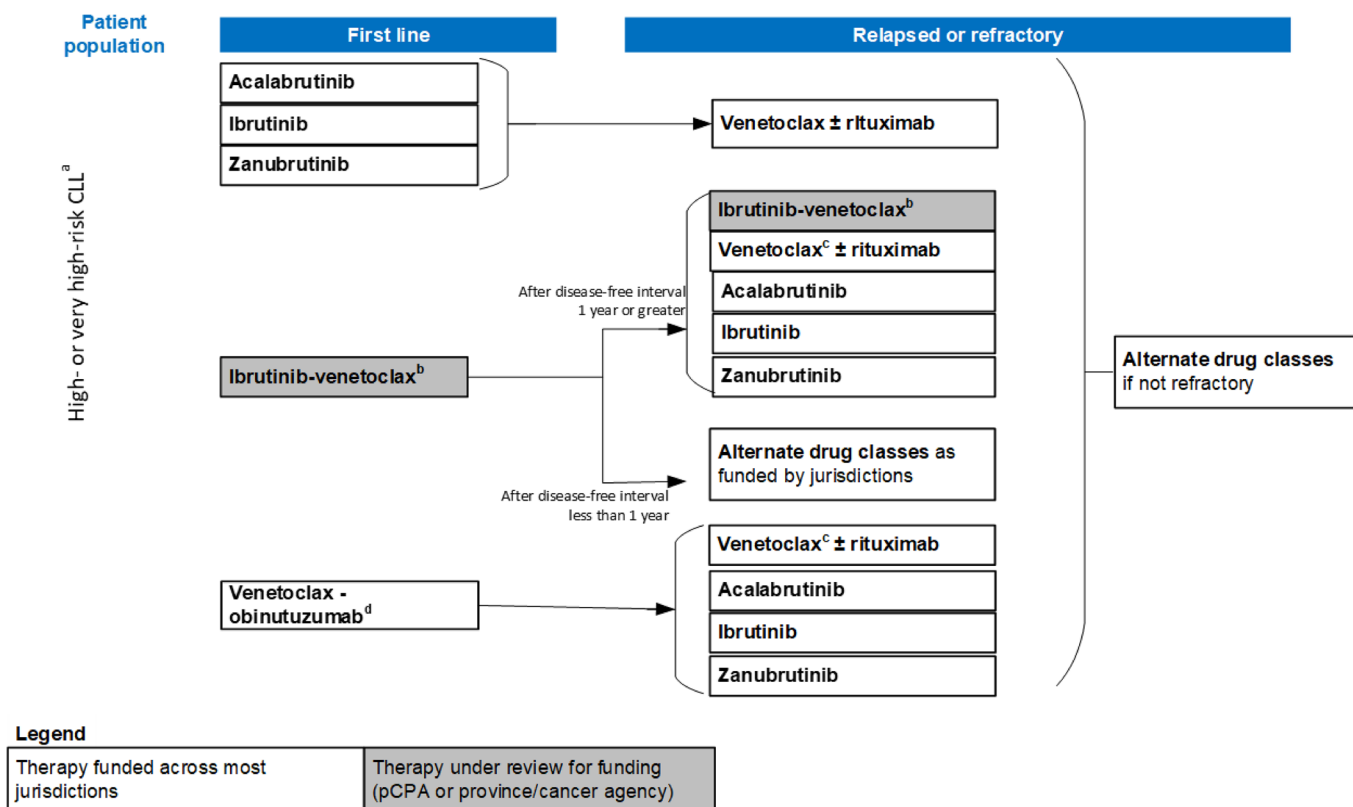 Patient
population
First line
Relapsed or refractory
High- or very high-risk CLLᵃ
Acalabrutinib
Ibrutinib
Zanubrutinib
Venetoclax ± rItuximab
Ibrutinib-venetoclaxᵇ
After disease-free interval
1 year or greater
Ibrutinib-venetoclaxᵇ
Venetoclaxᶜ ± rituximab
Acalabrutinib
Ibrutinib
Zanubrutinib
After disease-free interval
less than 1 year
Alternate drug classes as
funded by jurisdictions
Venetoclax -
obinutuzumabᵈ
Venetoclaxᶜ ± rituximab
Acalabrutinib
Ibrutinib
Zanubrutinib
Alternate drug classes
if not refractory
Legend
Therapy funded across most
jurisdictions
Therapy under review for funding
(pCPA or province/cancer agency)